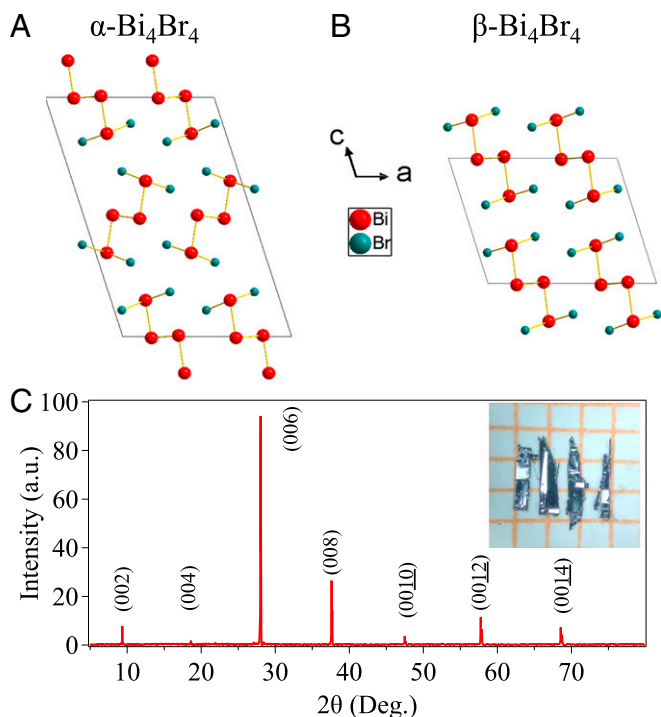 A
α-Bi₄Br₄
B
β-Bi₄Br₄
c
a
Bi
Br
C
Intensity (a.u.)
100
80
60
40
20
0
(002)
(004)
(006)
(008)
(0010)
(0012)
(0014)
10
20
30
40
50
60
70
2θ (Deg.)